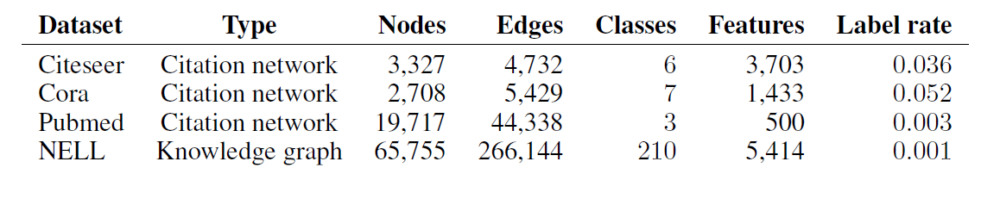 Dataset Type Nodes Edges Classes Features Label rate
Citeseer Citation network 3,327 4,732 6 3,703 0.036
Cora Citation network 2,708 5,429 7 1,433 0.052
Pubmed Citation network 19,717 44,338 3 500 0.003
NELL Knowledge graph 65,755 266,144 210 5,414 0.001